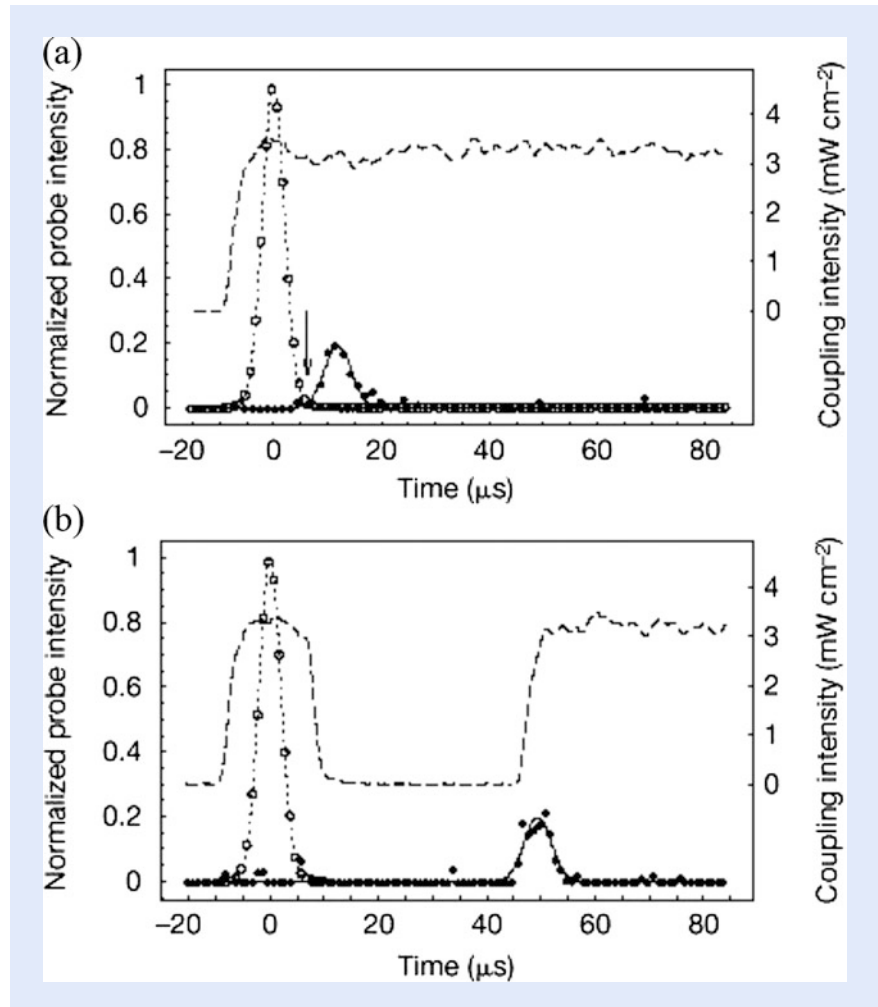 (a)
Normalized probe intensity
1
0.8
0.6
0.4
0.2
0
4
3
2
1
0
Coupling intensity (mW cm⁻²)
−20 0 20 40 60 80
Time (μs)
(b)
Normalized probe intensity
1
0.8
0.6
0.4
0.2
0
4
3
2
1
0
Coupling intensity (mW cm⁻²)
−20 0 20 40 60 80
Time (μs)